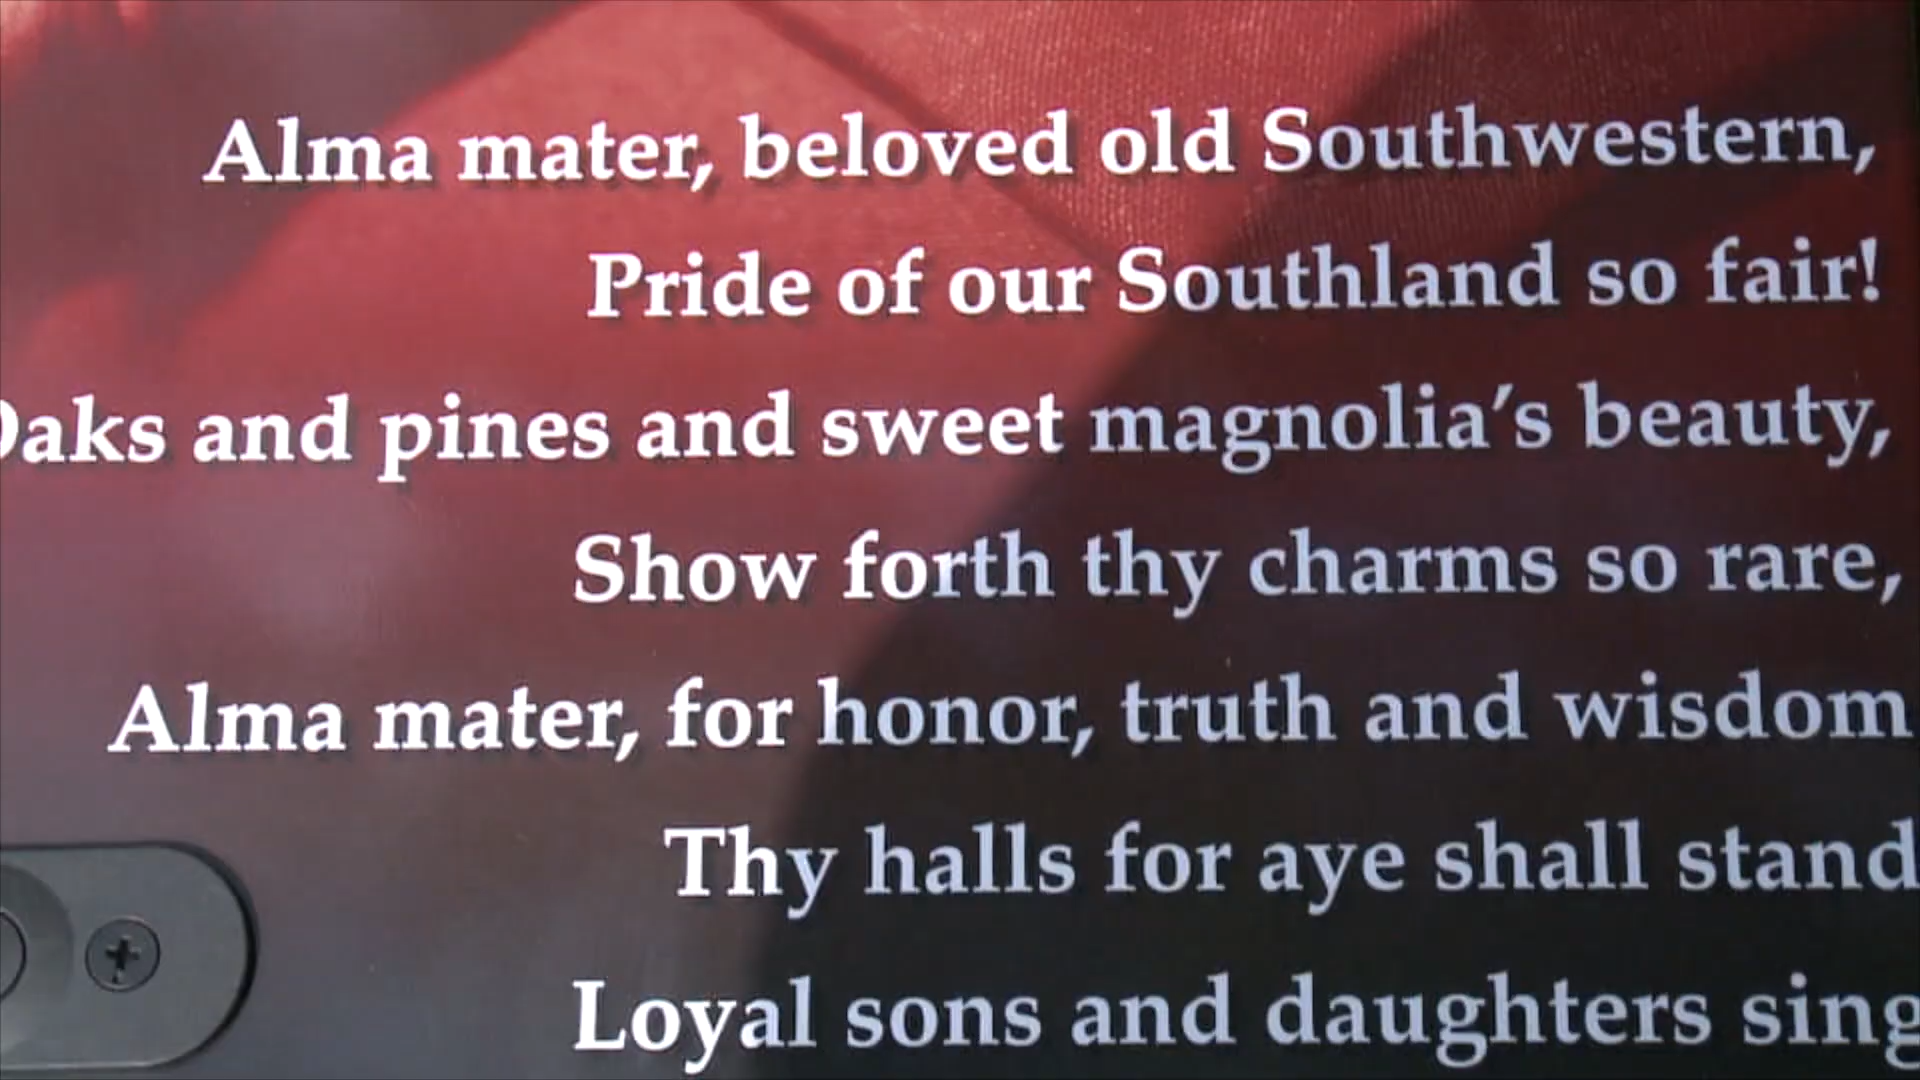 Alma mater, beloved old Southwestern,
Pride of our Southland so fair!
Oaks and pines and sweet magnolia's beauty,
Show forth thy charms so rare,
Alma mater, for honor, truth and wisdom
Thy halls for aye shall stand
Loyal sons and daughters sing